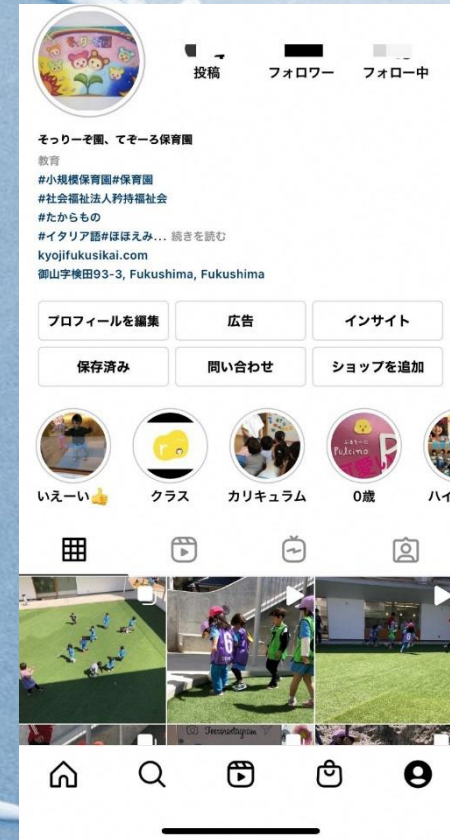 投稿
フォロワー
フォロー中
そっりーぞ園、てぞーろ保育園
教育
#小規模保育園#保育園
#社会福祉法人矜持福祉会
#たからもの
#イタリア語#ほほえみ... 続きを読む
kyojifukusikai.com
御山字検田93-3, Fukushima, Fukushima
プロフィールを編集
広告
インサイト
保存済み
問い合わせ
ショップを追加
Pulcino
いえーい👍
クラス
カリキュラム
0歳
ハイ
6